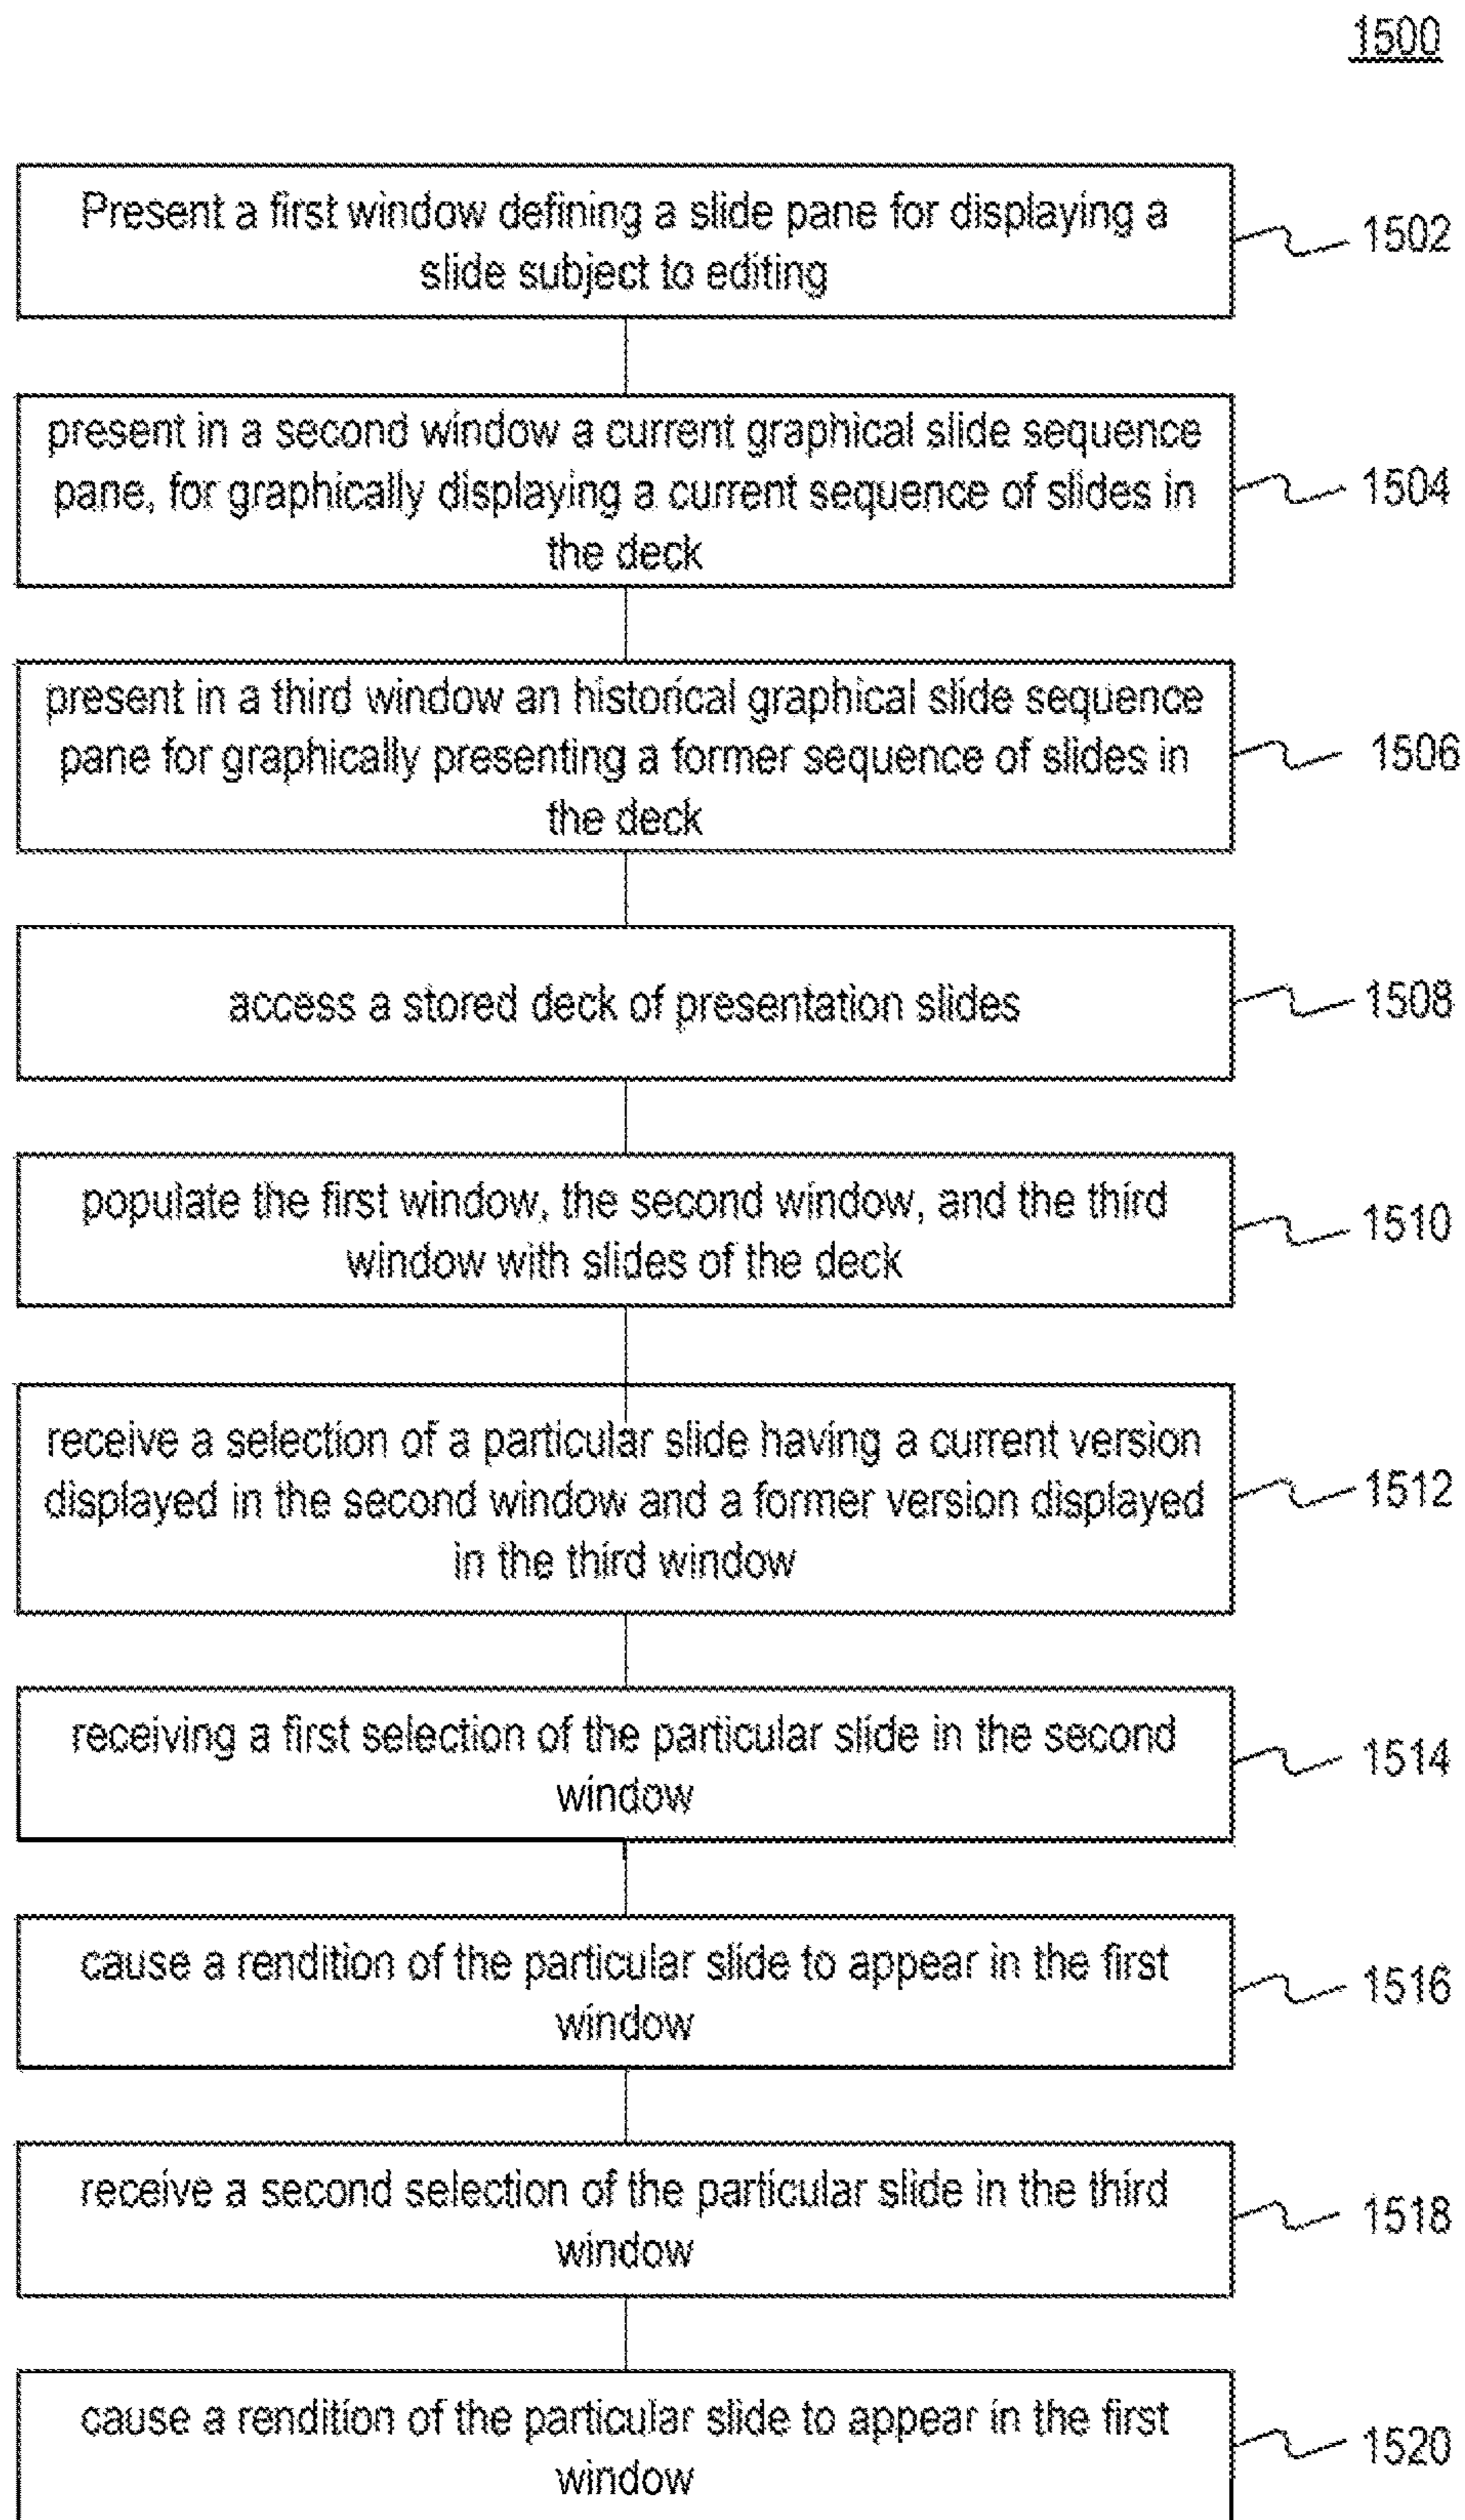 1500
Present a first window defining a slide pane for displaying a
slide subject to editing
1502
present in a second window a current graphical slide sequence
pane, for graphically displaying a current sequence of slides in
the deck
1504
present in a third window an historical graphical slide sequence
pane for graphically presenting a former sequence of slides in
the deck
1506
access a stored deck of presentation slides
1508
populate the first window, the second window, and the third
window with slides of the deck
1510
receive a selection of a particular slide having a current version
displayed in the second window and a former version displayed
in the third window
1512
receiving a first selection of the particular slide in the second
window
1514
cause a rendition of the particular slide to appear in the first
window
1516
receive a second selection of the particular slide in the third
window
1518
cause a rendition of the particular slide to appear in the first
window
1520